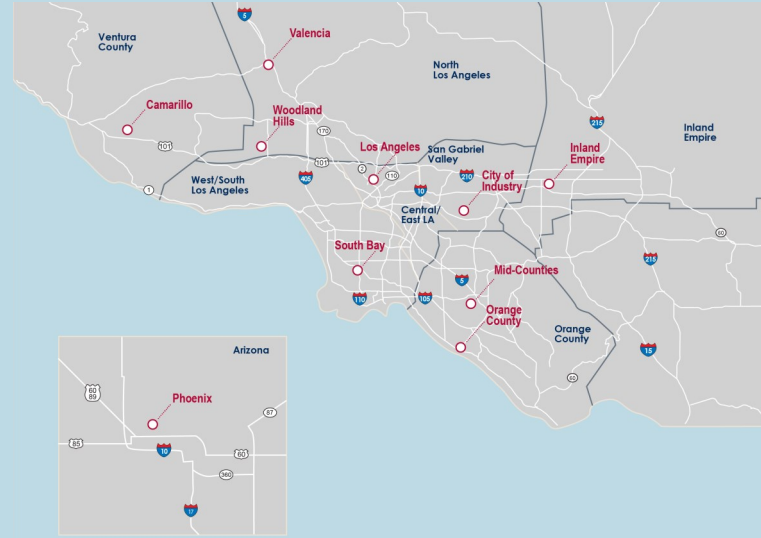 5
Valencia
Ventura
County
North
Los Angeles
Camarillo
Woodland
Hills
215
Inland
Empire
170
101
Los Angeles
San Gabriel
Valley
Inland
Empire
101
2
110
210
City of
Industry
405
West/South
Los Angeles
1
10
Central/
East LA
60
South Bay
215
Mid-Counties
5
110
105
Orange
County
Orange
County
15
Arizona
60
60
89
Phoenix
87
85
10
60
360
17